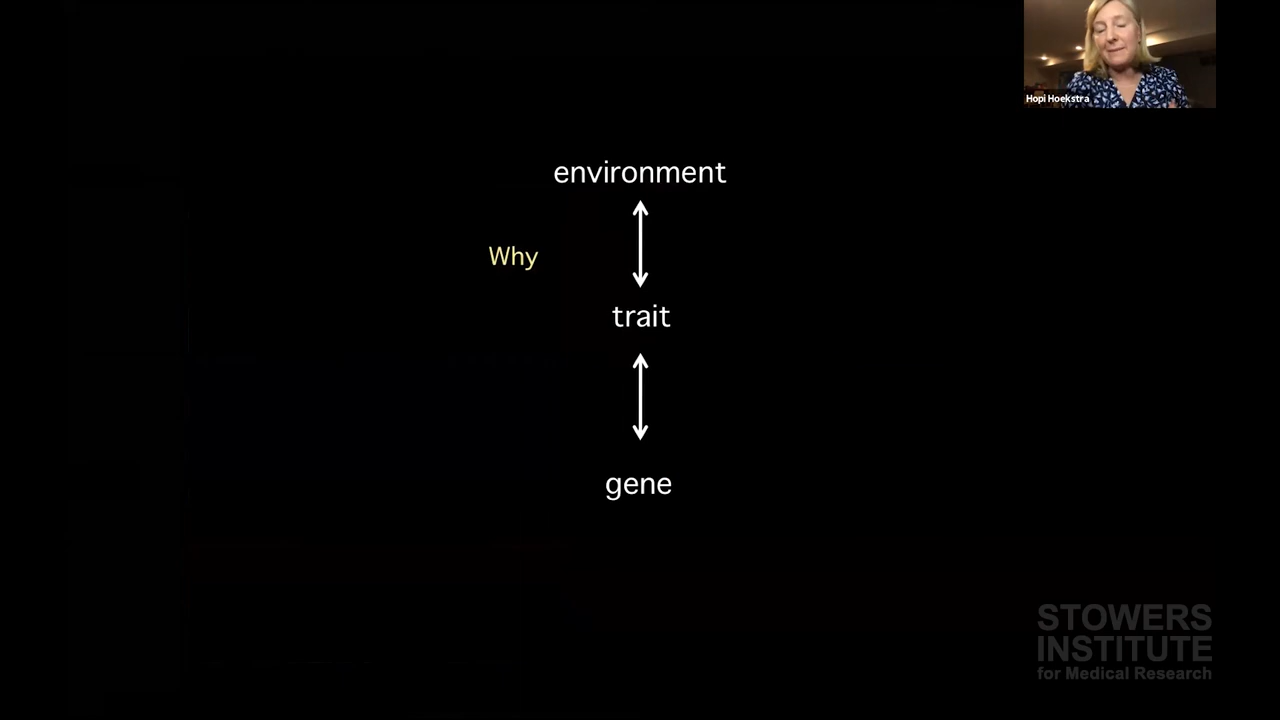 Hopi Hoekstra
environment
Why
trait
gene
STOWERS
INSTITUTE
for Medical Research